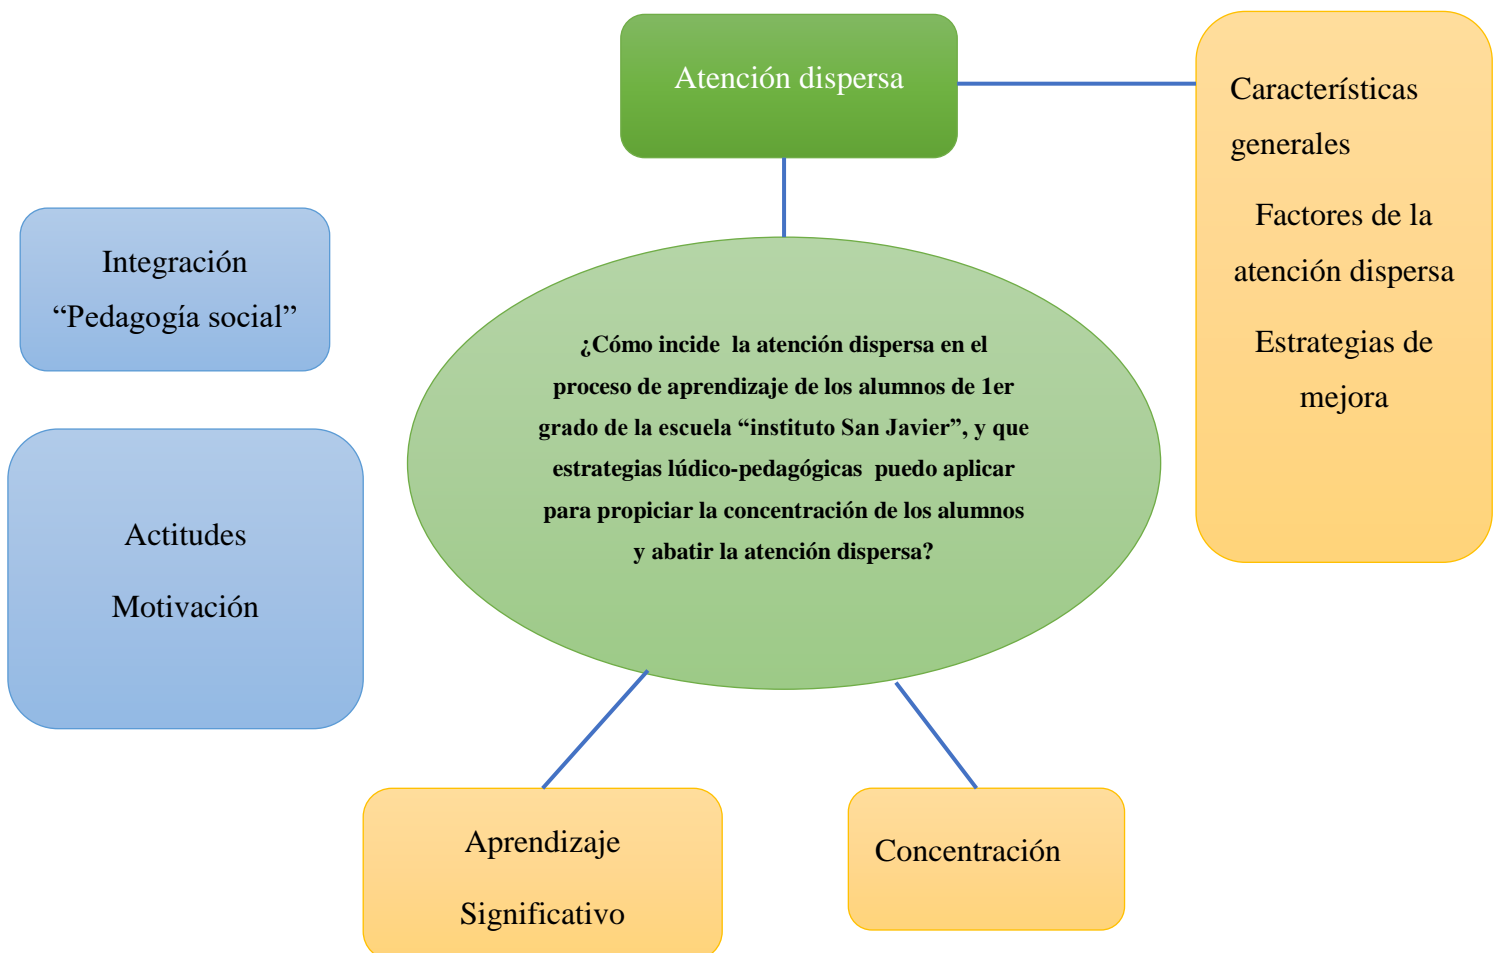 Atención dispersa
Características
generales
Factores de la
atención dispersa
Estrategias de
mejora
Integración
“Pedagogía social”
¿Cómo incide  la atención dispersa en el
proceso de aprendizaje de los alumnos de 1er
grado de la escuela “instituto San Javier”, y que
estrategias lúdico-pedagógicas  puedo aplicar
para propiciar la concentración de los alumnos
y abatir la atención dispersa?
Actitudes
Motivación
Aprendizaje
Significativo
Concentración